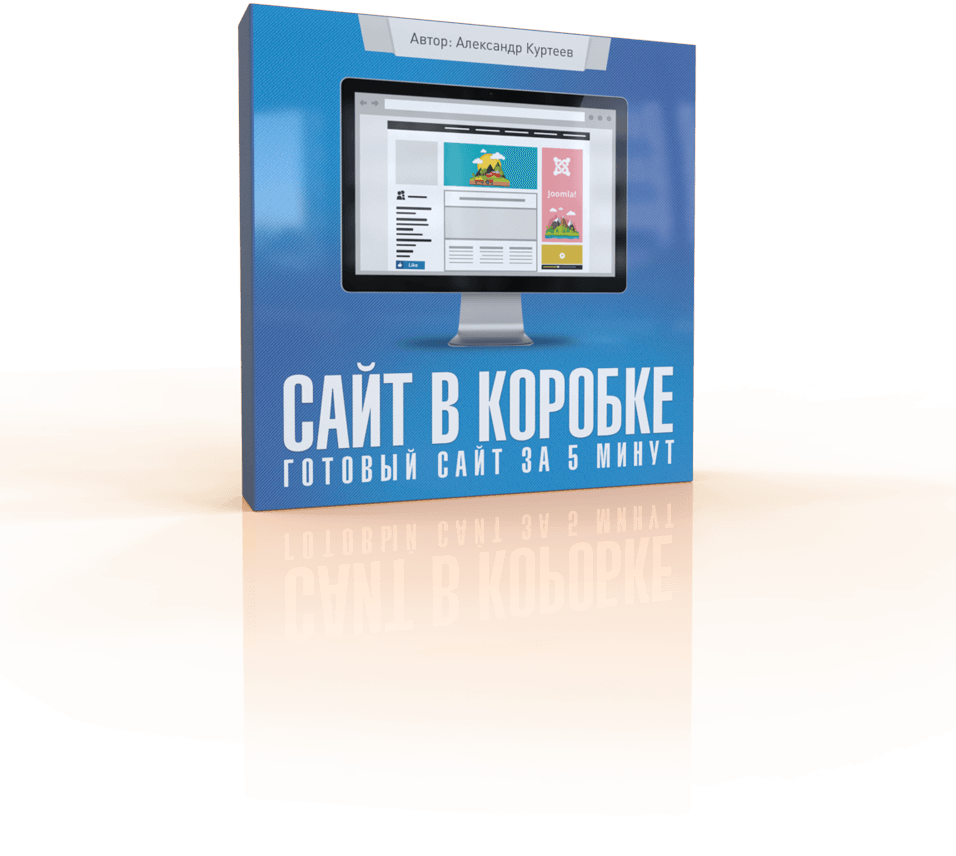 Автор: Александр Куртеев
Joomla!
Like
САЙТ В КОРОБКЕ
ГОТОВЫЙ САЙТ ЗА 5 МИНУТ